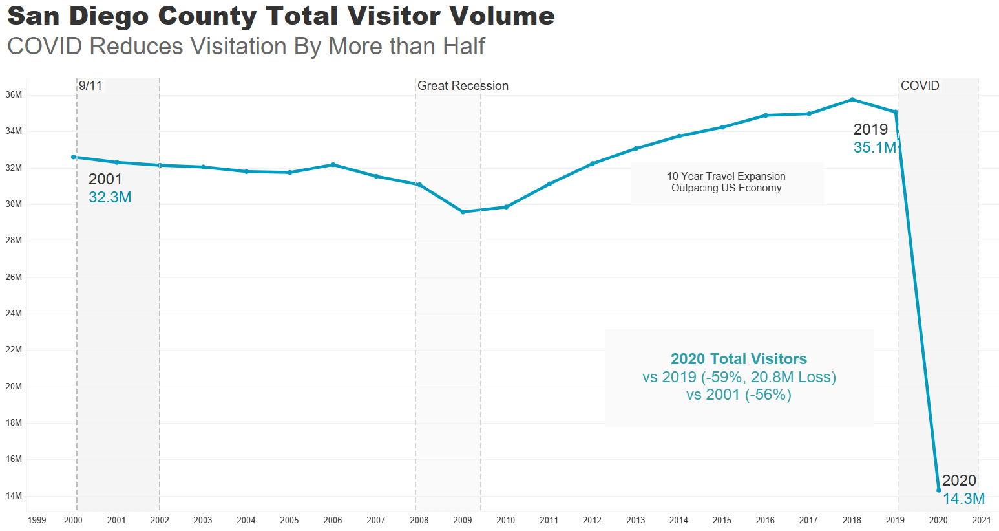 San Diego County Total Visitor Volume
COVID Reduces Visitation By More than Half
9/11
Great Recession
COVID
36M
34M
32M
30M
28M
26M
24M
22M
20M
18M
16M
14M
2001
32.3M
2019
35.1M
10 Year Travel Expansion
Outpacing US Economy
2020 Total Visitors
vs 2019 (-59%, 20.8M Loss)
vs 2001 (-56%)
2020
14.3M
1999 2000 2001 2002 2003 2004 2005 2006 2007 2008 2009 2010 2011 2012 2013 2014 2015 2016 2017 2018 2019 2020 2021